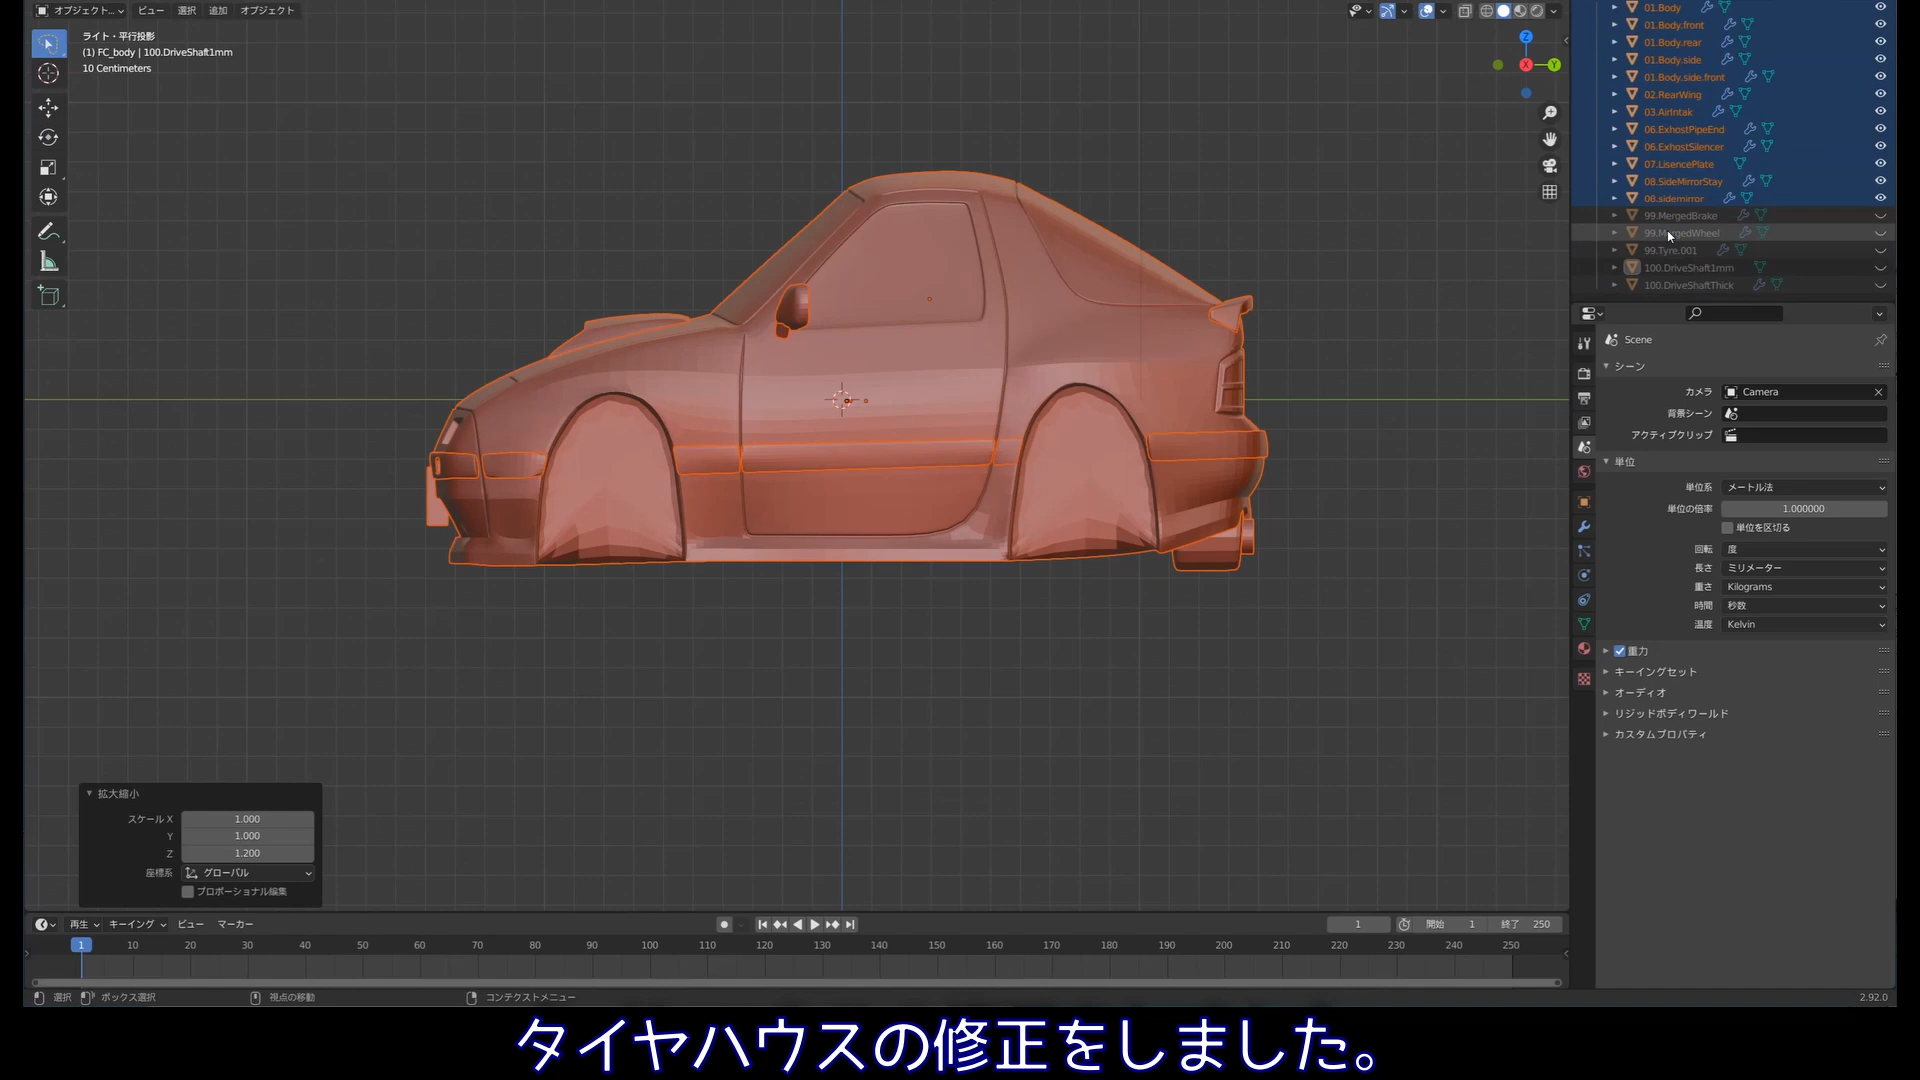 オブジェクト... ビュー 選択 追加 オブジェクト
ライト・平行投影
(1) FC_body | 100.DriveShaft1mm
10 Centimeters
Z
X
Y
01.Body
01.Body.front
01.Body.rear
01.Body.side
01.Body.side.front
02.RearWing
03.AirIntak
06.ExhostPipeEnd
06.ExhostSilencer
07.LisencePlate
08.SideMirrorStay
08.sidemirror
99.MergedBrake
99.MergedWheel
99.Tyre.001
100.DriveShaft1mm
100.DriveShaftThick
Scene
シーン
カメラ Camera
背景シーン
アクティブクリップ
単位
単位系 メートル法
単位の倍率 1.000000
単位を区切る
回転 度
長さ ミリメーター
重さ Kilograms
時間 秒数
温度 Kelvin
重力
キーイングセット
オーディオ
リジッドボディワールド
カスタムプロパティ
拡大縮小
スケール X 1.000
Y 1.000
Z 1.200
座標系 グローバル
プロポーショナル編集
再生 キーイング ビュー マーカー
1 開始 1 終了 250
1 10 20 30 40 50 60 70 80 90 100 110 120 130 140 150 160 170 180 190 200 210 220 230 240 250
選択 ボックス選択 視点の移動 コンテクストメニュー 2.92.0
タイヤハウスの修正をしました。